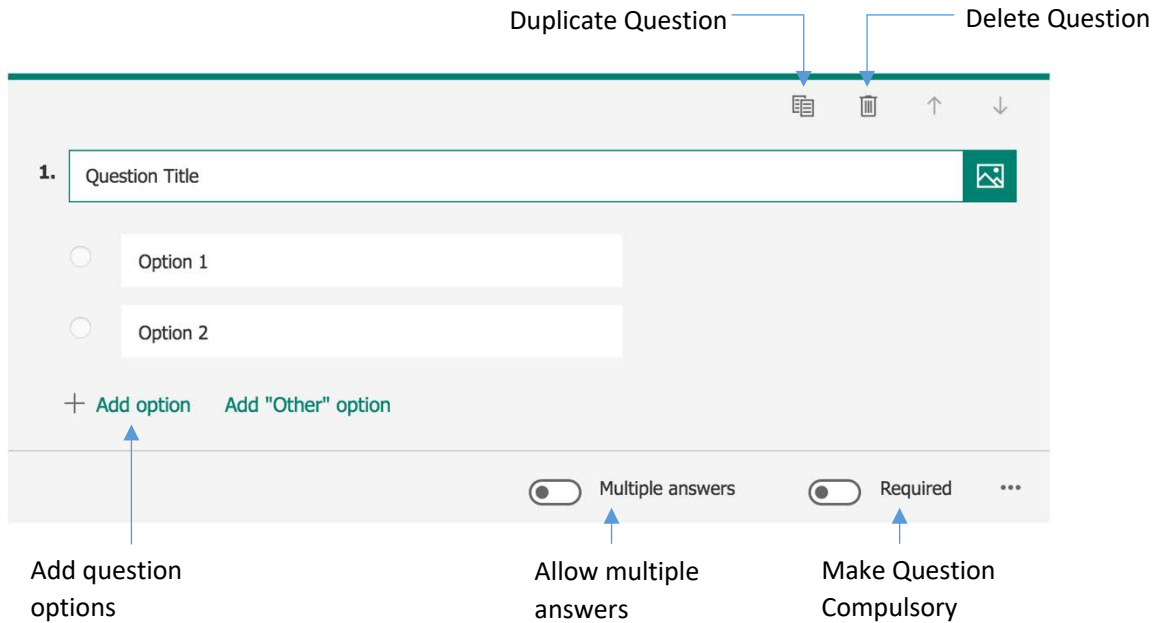 Duplicate Question Delete Question
1. Question Title
Option 1
Option 2
Add option Add "Other" option
Multiple answers Required
Add question
options
Allow multiple
answers
Make Question
Compulsory